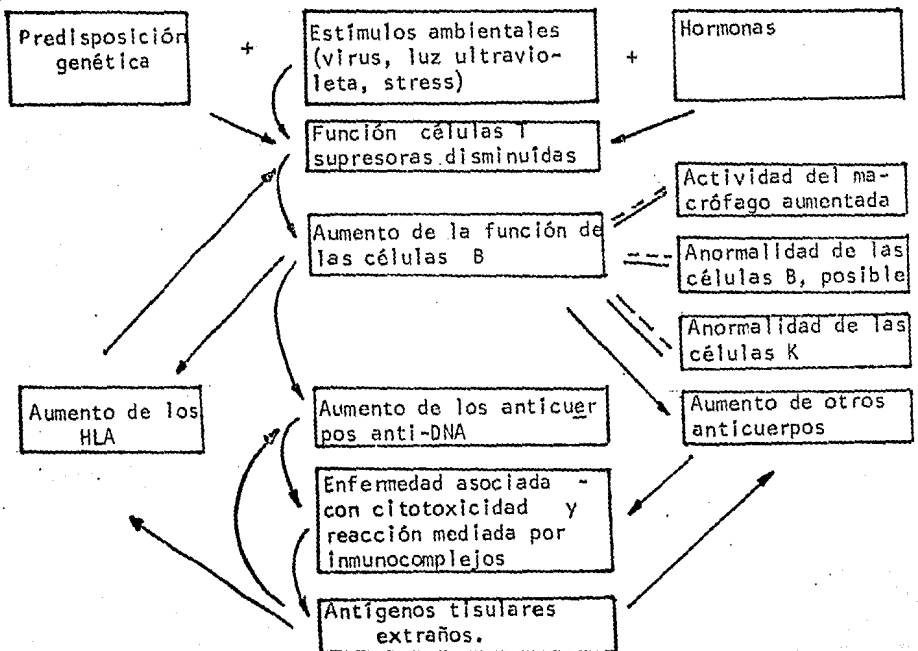 Predisposición
genética
+
Estímulos ambientales
(virus, luz ultravio-
leta, stress)
+
Hormonas
Función células T
supresoras disminuídas
Actividad del ma-
crófago aumentada
Aumento de la función de
las células B
Anormalidad de las
células B, posible
Anormalidad de las
células K
Aumento de los
HLA
Aumento de los anticuer
pos anti-DNA
Aumento de otros
anticuerpos
Enfermedad asociada -
con citotoxicidad y
reacción mediada por
inmunocomplejos
Antígenos tisulares
extraños.